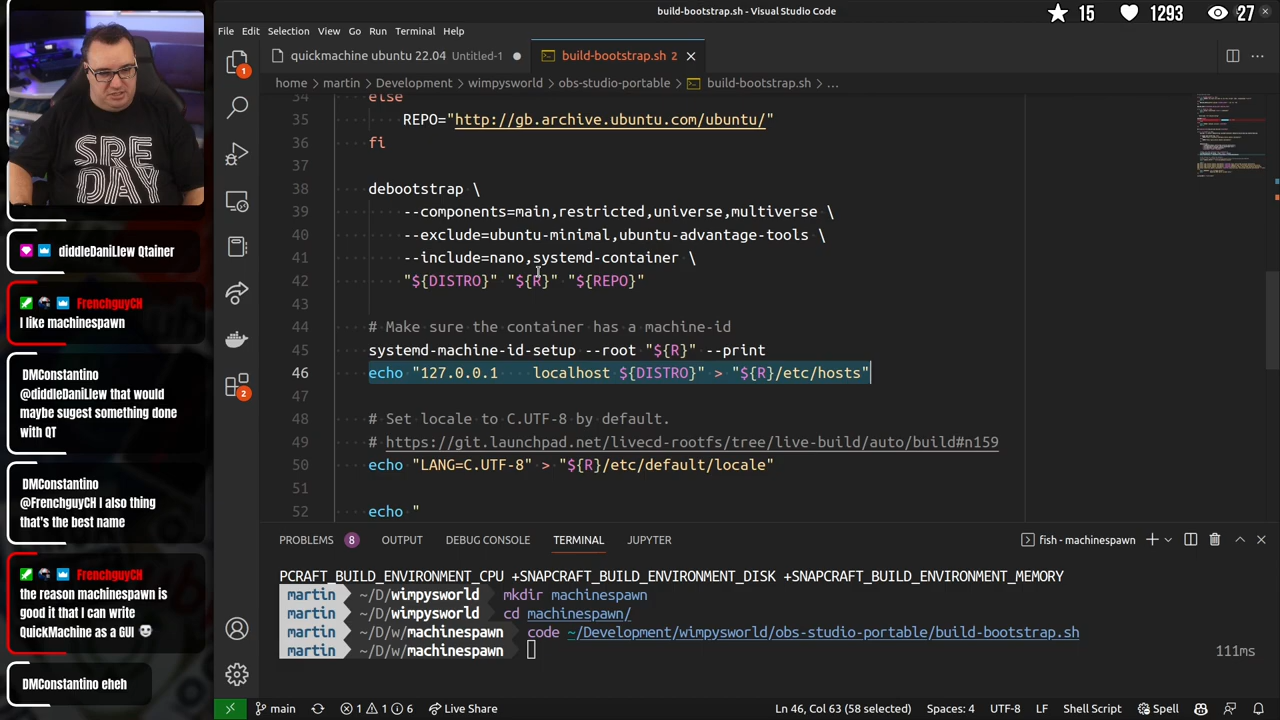 build-bootstrap.sh - Visual Studio Code
15
1293
27
File Edit Selection View Go Run Terminal Help
quickmachine ubuntu 22.04 Untitled-1
build-bootstrap.sh 2
home > martin > Development > wimpysworld > obs-studio-portable > build-bootstrap.sh > ...
34 else
35 REPO="http://gb.archive.ubuntu.com/ubuntu/"
36 fi
37
38 debootstrap \
39 --components=main,restricted,universe,multiverse \
40 --exclude=ubuntu-minimal,ubuntu-advantage-tools \
41 --include=nano,systemd-container \
42 "${DISTRO}" "${R}" "${REPO}"
43
44 # Make sure the container has a machine-id
45 systemd-machine-id-setup --root "${R}" --print
46 echo "127.0.0.1    localhost ${DISTRO}" > "${R}/etc/hosts"
47
48 # Set locale to C.UTF-8 by default.
49 # https://git.launchpad.net/livecd-rootfs/tree/live-build/auto/build#n159
50 echo "LANG=C.UTF-8" > "${R}/etc/default/locale"
51
52 echo "
SRE
DAY
diddleDaniLlew Qtainer
FrenchguyCH
I like machinespawn
DMConstantino
@diddleDaniLlew that would
maybe sugest something done
with QT
DMConstantino
@FrenchguyCH I also thing
that's the best name
FrenchguyCH
the reason machinespawn is
good it that I can write
QuickMachine as a GUI
DMConstantino eheh
1
2
PROBLEMS 8 OUTPUT DEBUG CONSOLE TERMINAL JUPYTER
fish - machinespawn
PCRAFT_BUILD_ENVIRONMENT_CPU +SNAPCRAFT_BUILD_ENVIRONMENT_DISK +SNAPCRAFT_BUILD_ENVIRONMENT_MEMORY
martin ~/D/wimpysworld mkdir machinespawn
martin ~/D/wimpysworld cd machinespawn/
martin ~/D/w/machinespawn code ~/Development/wimpysworld/obs-studio-portable/build-bootstrap.sh
martin ~/D/w/machinespawn 111ms
main 1 1 6 Live Share Ln 46, Col 63 (58 selected) Spaces: 4 UTF-8 LF Shell Script Spell